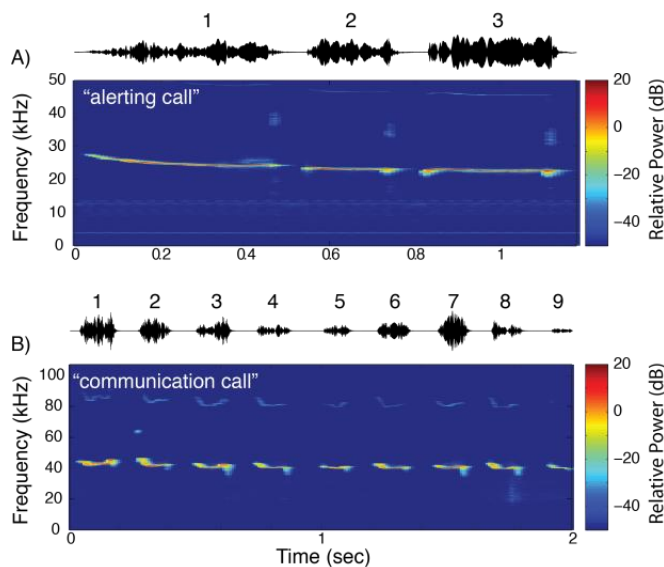 1 2 3
A)
"alerting call"
50
40
30
20
10
0
Frequency (kHz)
0 0.2 0.4 0.6 0.8 1
20
0
−20
−40
Relative Power (dB)
1 2 3 4 5 6 7 8 9
B)
"communication call"
100
80
60
40
20
0
Frequency (kHz)
0 1 2
Time (sec)
20
0
−20
−40
Relative Power (dB)